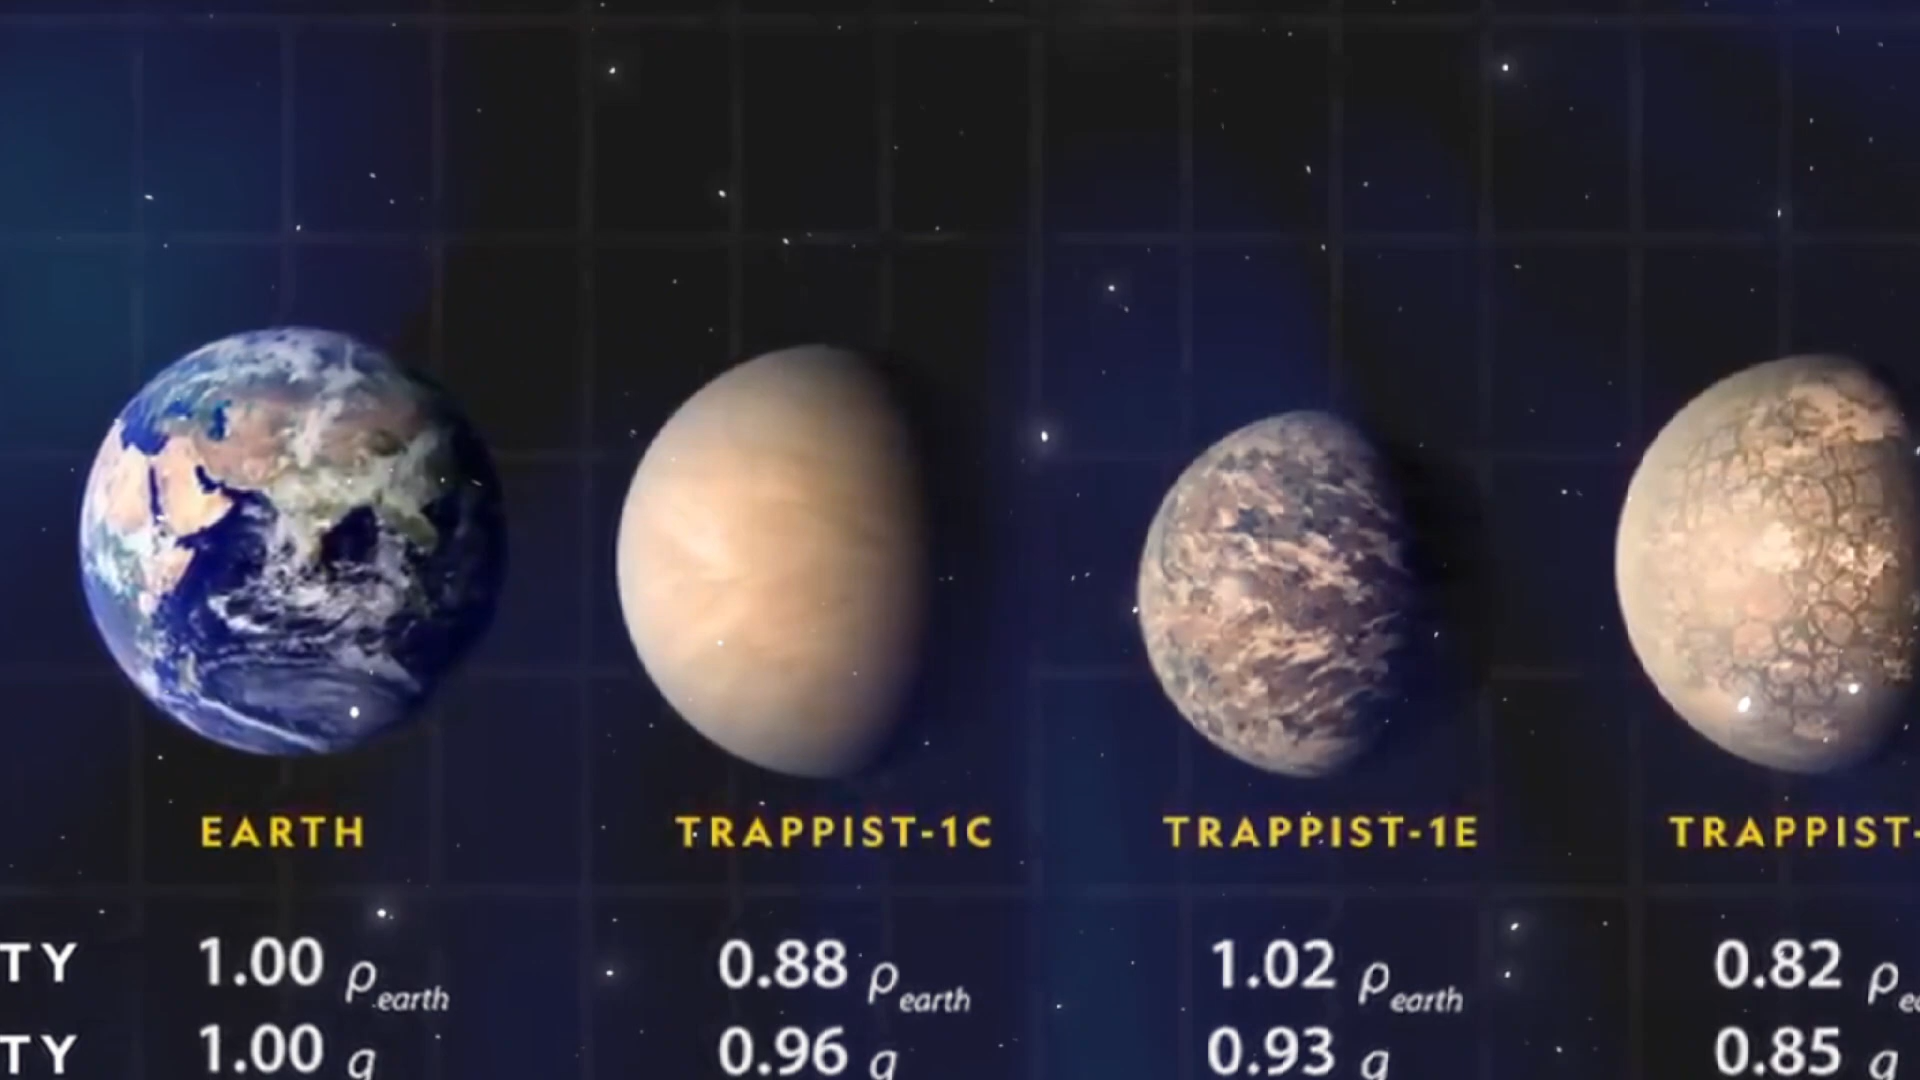 EARTH TRAPPIST-1C TRAPPIST-1E TRAPPIST-
TY 1.00 ρearth 0.88 ρearth 1.02 ρearth 0.82 ρea
TY 1.00 g 0.96 g 0.93 g 0.85 g